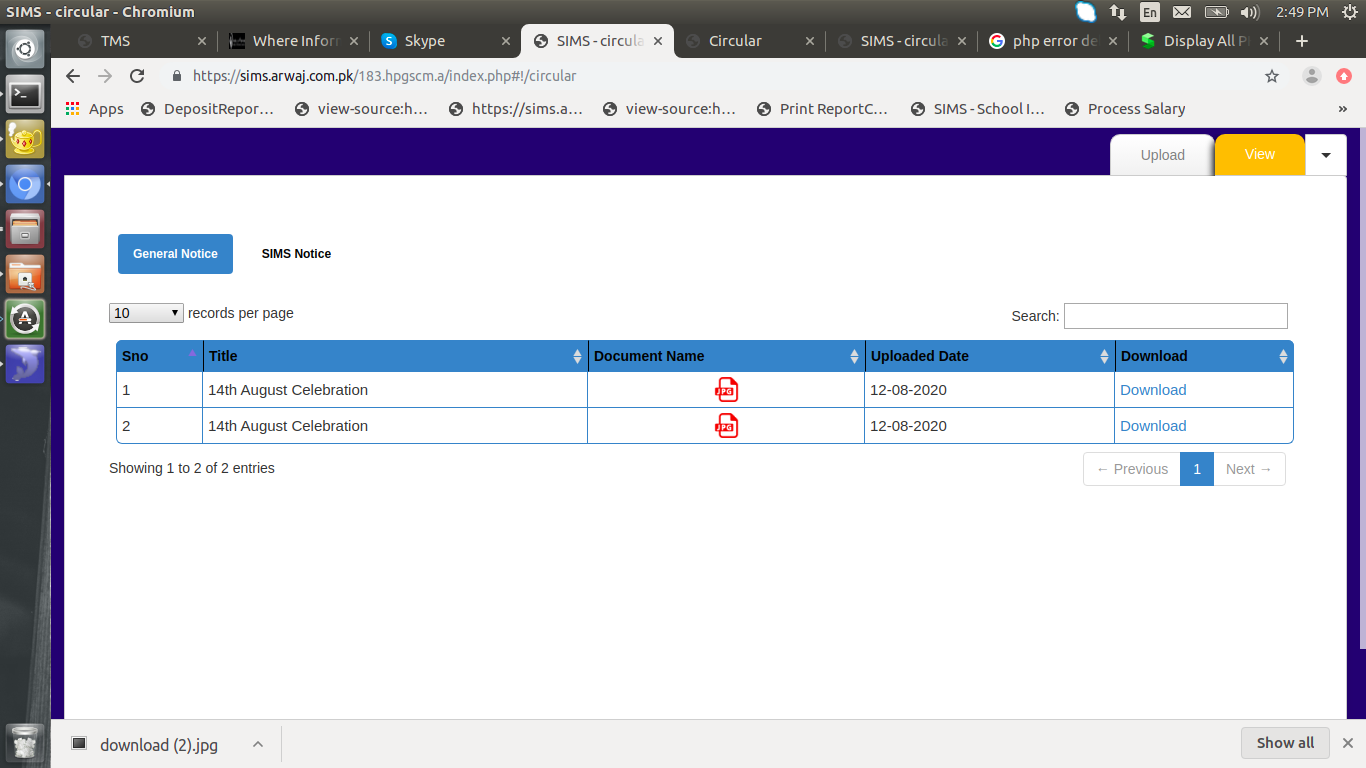 SIMS - circular - Chromium
En
2:49 PM
TMS
Where Infor
Skype
SIMS - circula
Circular
SIMS - circula
php error de
Display All P
https://sims.arwaj.com.pk/183.hpgscm.a/index.php#!/circular
Apps
DepositRepor...
view-source:h...
https://sims.a...
view-source:h...
Print ReportC...
SIMS - School I...
Process Salary
»
Upload
View
General Notice
SIMS Notice
10 records per page
Search:
Sno Title Document Name Uploaded Date Download
1 14th August Celebration JPG 12-08-2020 Download
2 14th August Celebration JPG 12-08-2020 Download
Showing 1 to 2 of 2 entries
← Previous 1 Next →
download (2).jpg
Show all